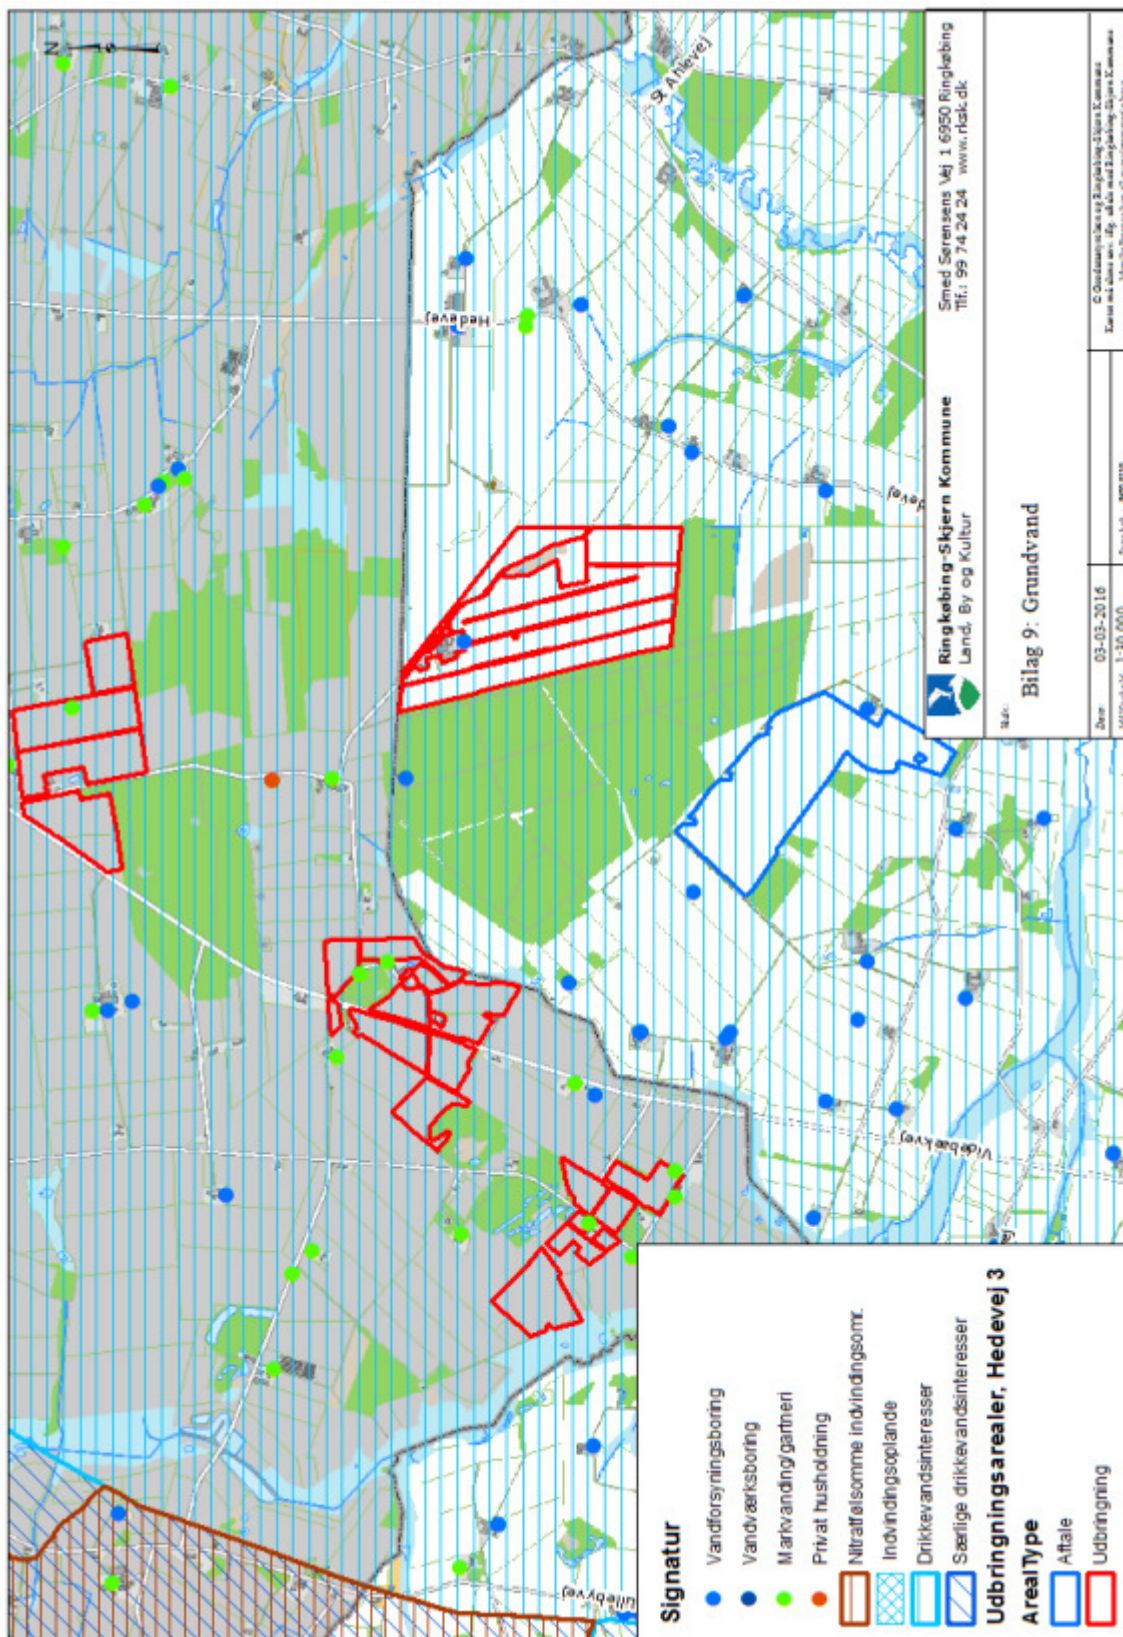 N
St Ahlevej
Hedevej
Videbækvej
Ringkøbing-Skjern Kommune
Land, By og Kultur
Smed Sørensens Vej 1 6950 Ringkøbing
Tlf.: 99 74 24 24 www.rksk.dk
Bilag 9: Grundvand
03-03-2016
Signatur
Vandforsyningsboring
Vandværksboring
Markvanding/gartneri
Privat husholdning
Nitratfølsomme indvindingsomr.
Indvindingsoplande
Drikkevandsinteresser
Særlige drikkevandsinteresser
Udbringningsarealer, Hedevej 3
ArealType
Aftale
Udbringning